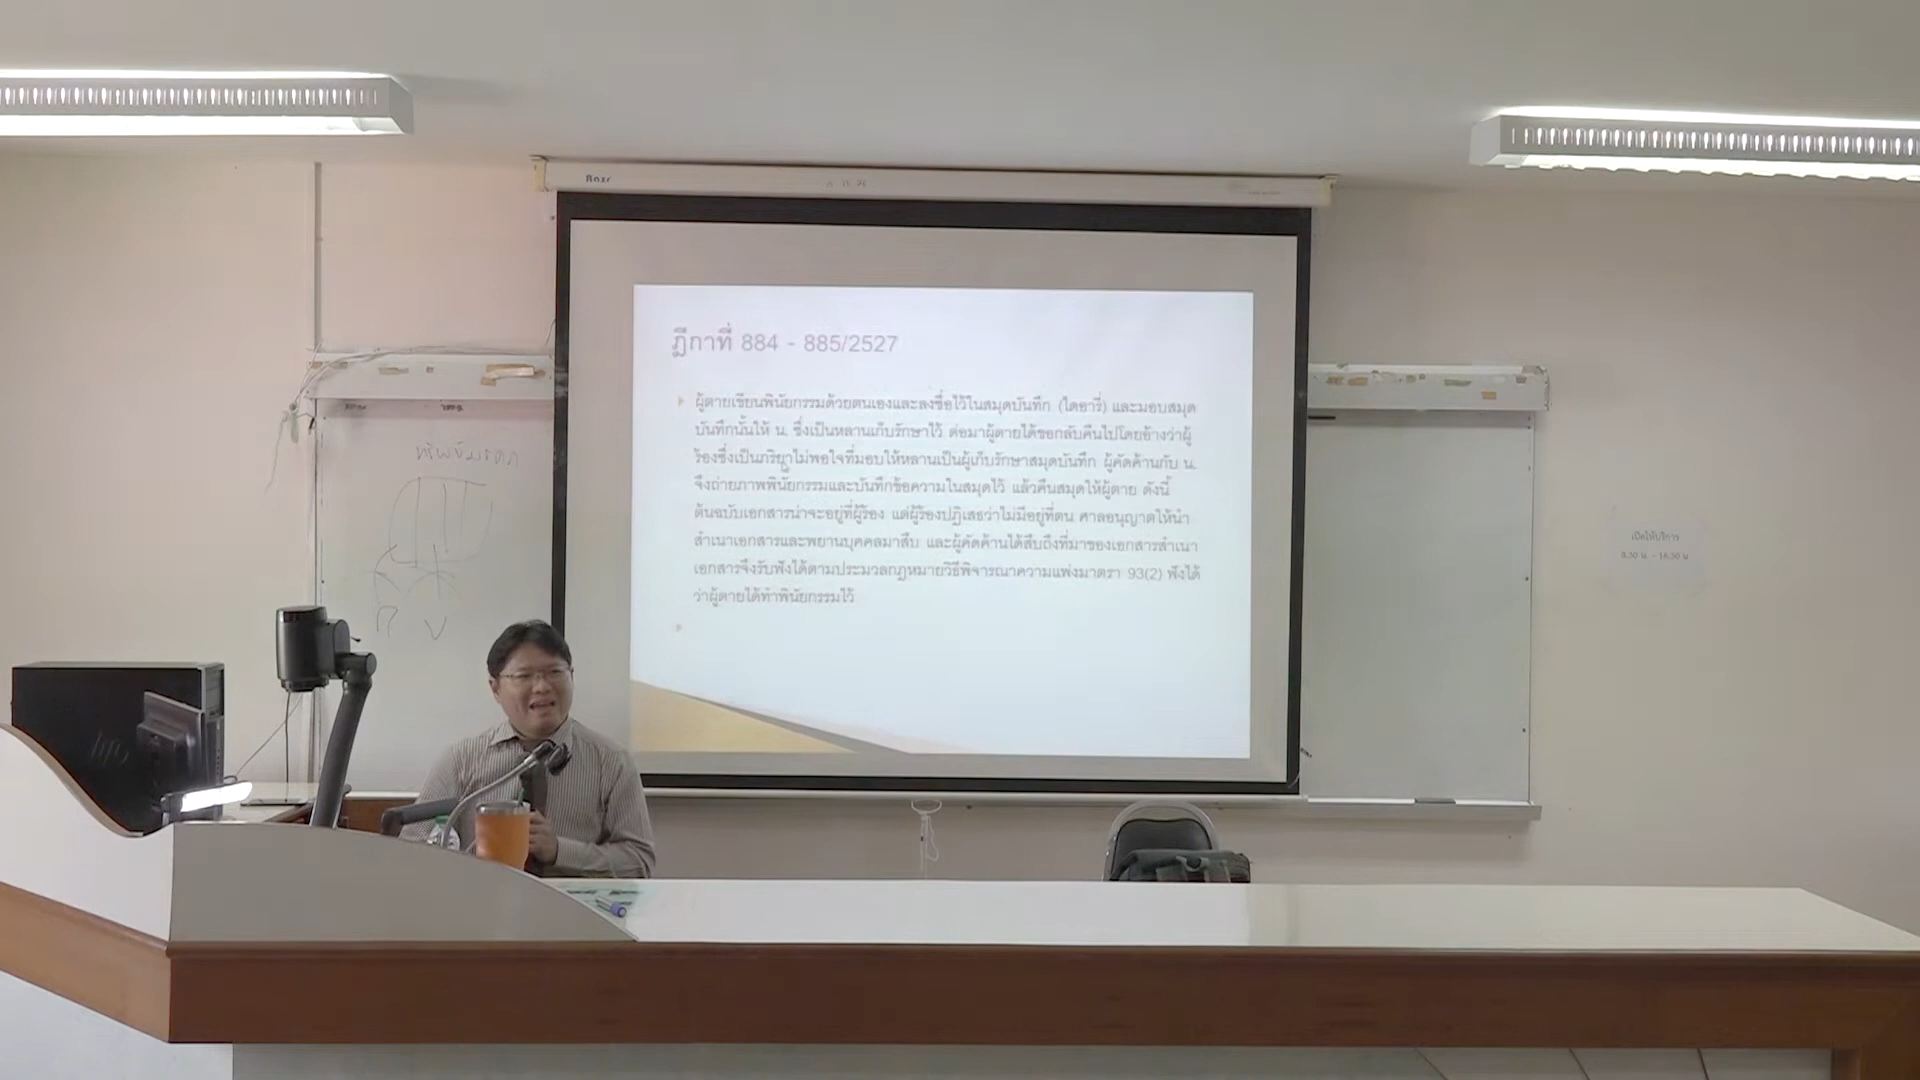 ฎีกาที่ 884 - 885/2527
ผู้ตายเขียนพินัยกรรมด้วยตนเองและลงชื่อไว้ในสมุดบันทึก (ไดอารี่) และมอบสมุด
บันทึกนั้นให้ น. ซึ่งเป็นหลานเก็บรักษาไว้ ต่อมาผู้ตายได้ขอกลับคืนไปโดยอ้างว่าผู้
ร้องซึ่งเป็นภริยาไม่พอใจที่มอบให้หลานเป็นผู้เก็บรักษาสมุดบันทึก ผู้คัดค้านกับ น.
จึงถ่ายภาพพินัยกรรมและบันทึกข้อความในสมุดไว้ แล้วคืนสมุดให้ผู้ตาย ดังนี้
ต้นฉบับเอกสารน่าจะอยู่ที่ผู้ร้อง แต่ผู้ร้องปฏิเสธว่าไม่มีอยู่ที่ตน ศาลอนุญาตให้นำ
สำเนาเอกสารและพยานบุคคลมาสืบ และผู้คัดค้านได้สืบถึงที่มาของเอกสารสำเนา
เอกสารจึงรับฟังได้ตามประมวลกฎหมายวิธีพิจารณาความแพ่งมาตรา 93(2) ฟังได้
ว่าผู้ตายได้ทำพินัยกรรมไว้
เปิดให้บริการ
8.30 น. - 16.30 น.